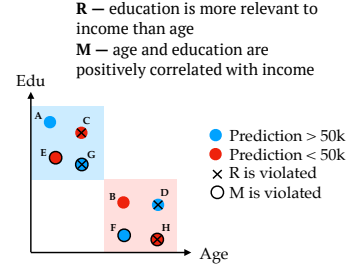 R — education is more relevant to
income than age
M — age and education are
positively correlated with income
Edu
A
C
E
G
Prediction > 50k
Prediction < 50k
R is violated
M is violated
B
D
F
H
Age